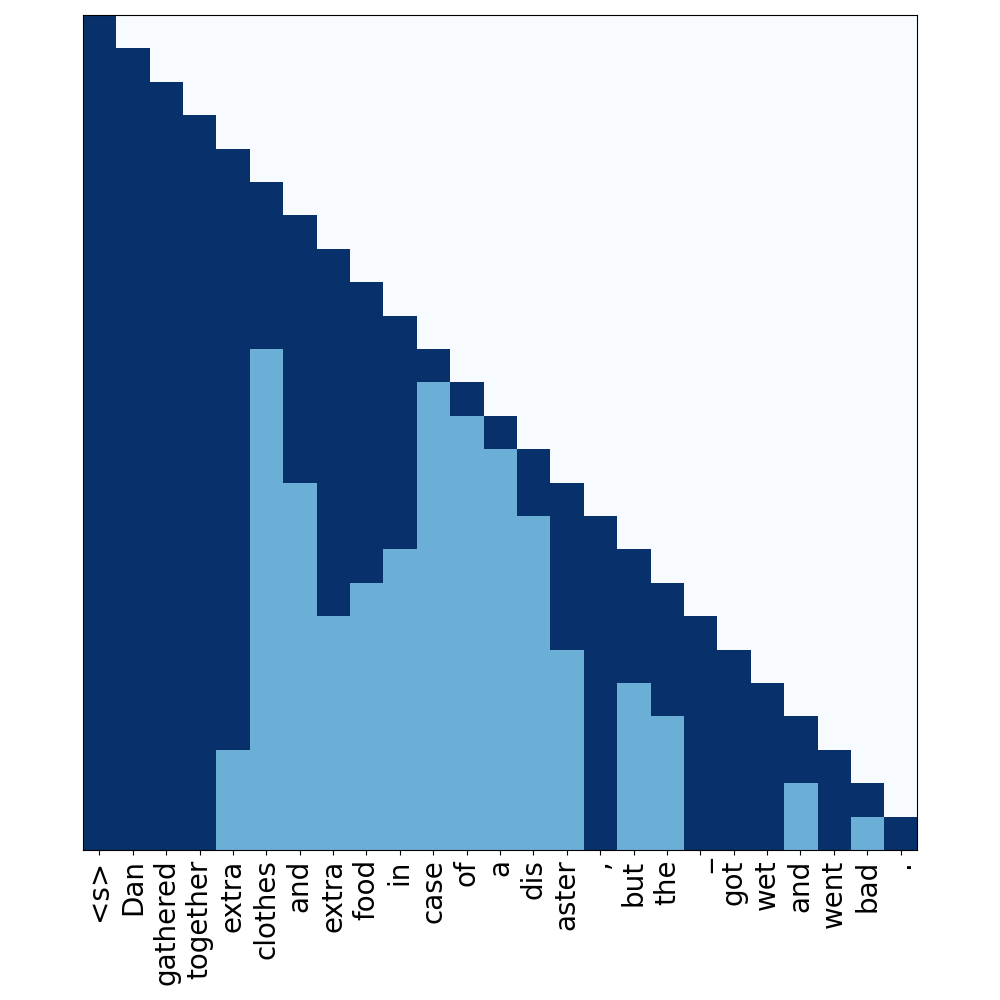 <s> Dan gathered together extra clothes and extra food in case of a dis aster , but the _ got wet and went bad .